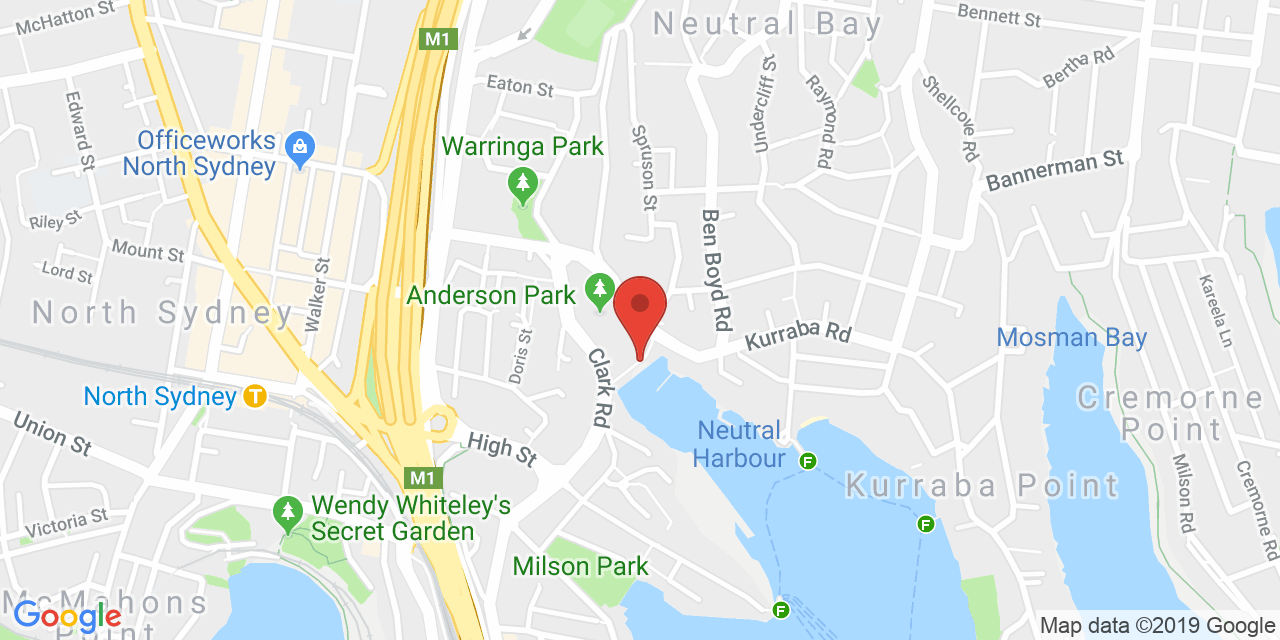 McHatton St
Neutral Bay
Bennett St
M1
Bertha Rd
Eaton St
Undercliff St
Raymond Rd
Shellcove Rd
Edward St
Officeworks
North Sydney
Warringa Park
Spruson St
Bannerman St
Riley St
Mount St
Lord St
Walker St
Ben Boyd Rd
Kareela Ln
North Sydney
Anderson Park
Kurraba Rd
Mosman Bay
Doris St
Clark Rd
North Sydney
T
Cremorne
Point
Union St
High St
Neutral
Harbour
F
M1
Kurraba Point
Milson Rd
Cremorne Rd
Wendy Whiteley's
Secret Garden
Victoria St
F
Milson Park
McMahons
Point
F
Google
Map data ©2019 Google